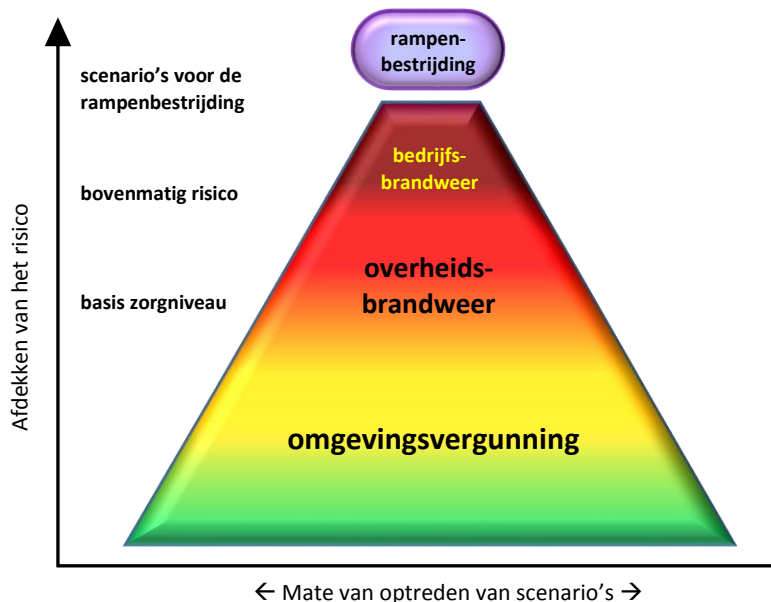 rampen-
bestrijding
scenario's voor de
rampenbestrijding
bedrijfs-
brandweer
bovenmatig risico
overheids-
brandweer
basis zorgniveau
omgevingsvergunning
Afdekken van het risico
← Mate van optreden van scenario's →